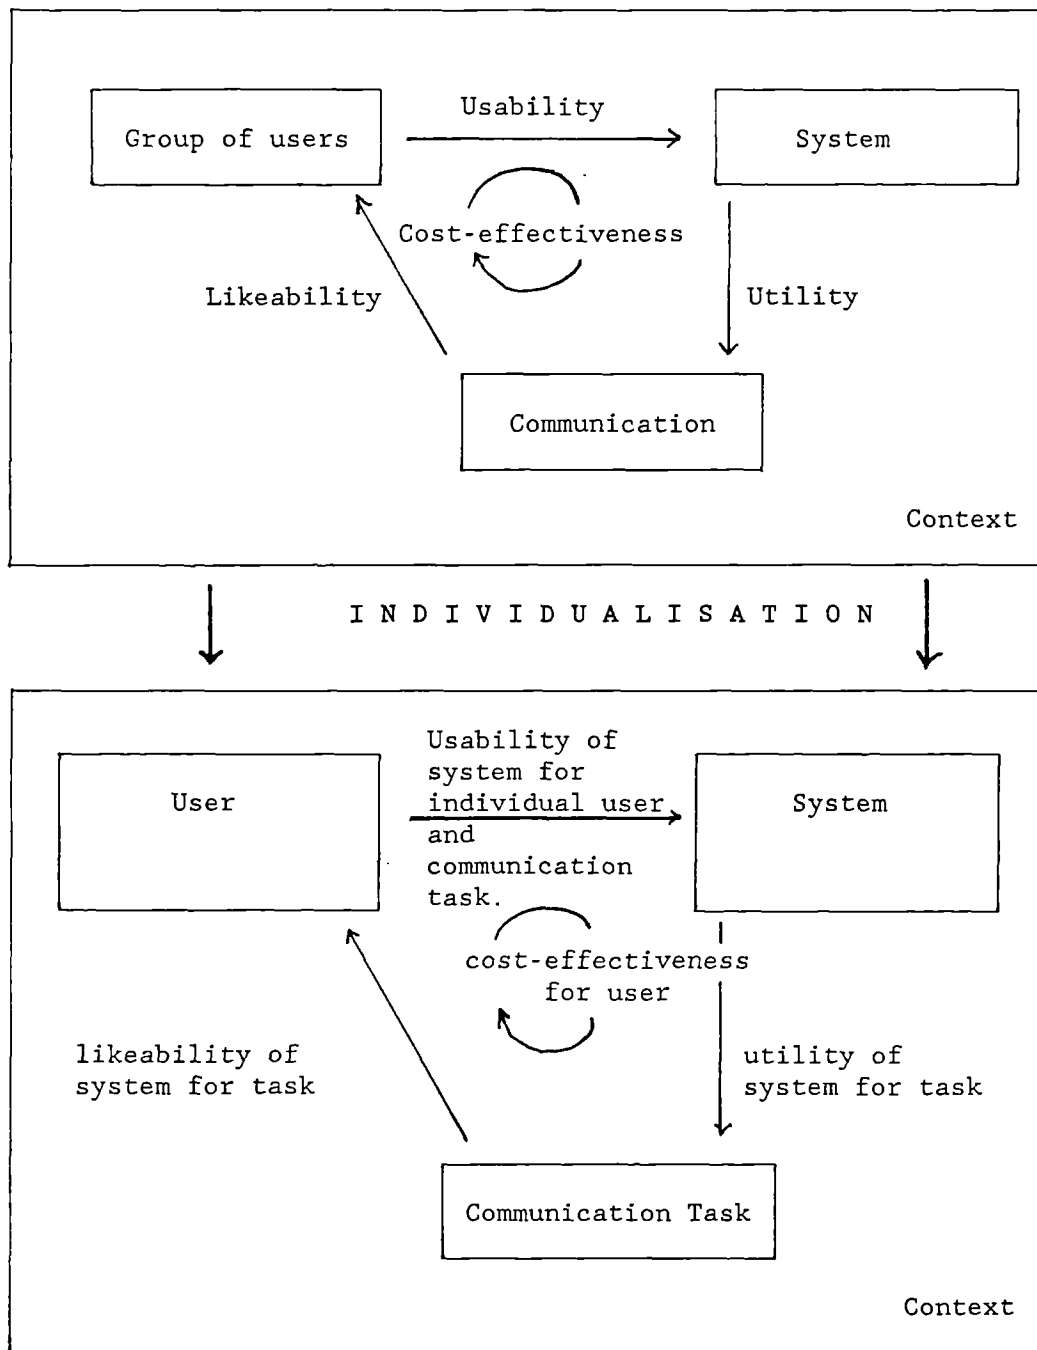 Usability
Group of users
System
Cost-effectiveness
Likeability
Utility
Communication
Context
I N D I V I D U A L I S A T I O N
Usability of
system for
individual user
and
communication
task.
User
System
cost-effectiveness
for user
likeability of
system for task
utility of
system for task
Communication Task
Context